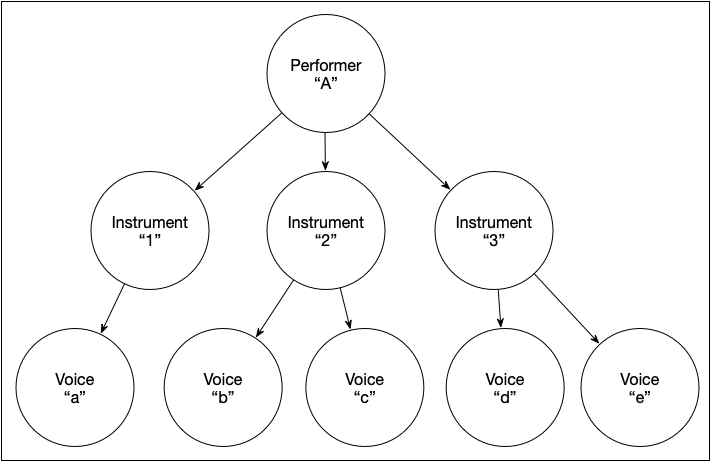 Performer
“A”
Instrument
“1”
Instrument
“2”
Instrument
“3”
Voice
“a”
Voice
“b”
Voice
“c”
Voice
“d”
Voice
“e”